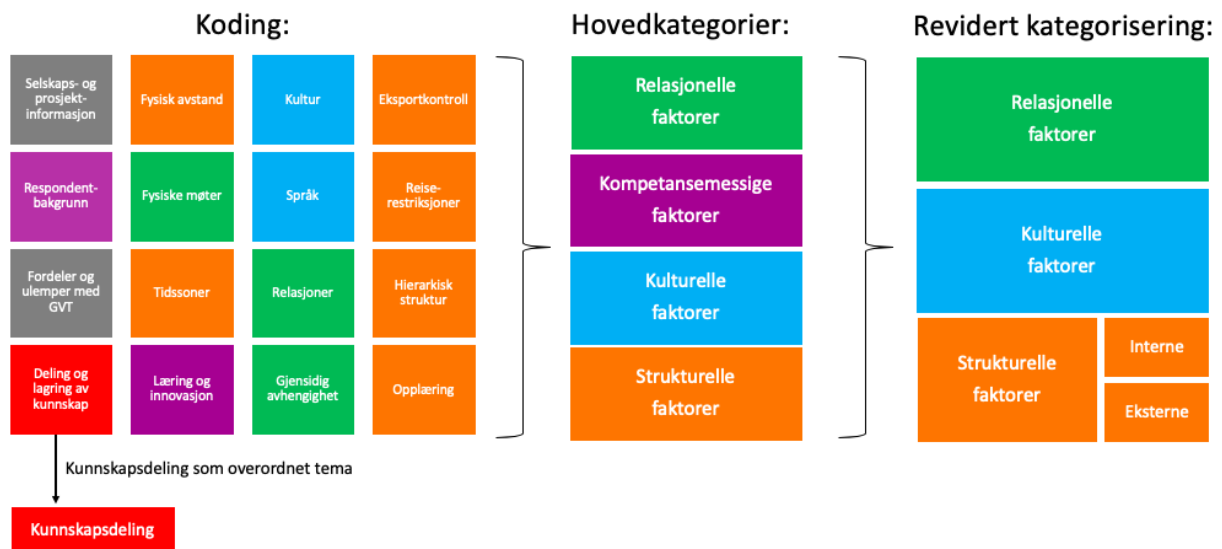 Koding:
Hovedkategorier:
Revidert kategorisering:
Selskaps- og
prosjekt-
informasjon
Fysisk avstand
Kultur
Eksportkontroll
Respondent-
bakgrunn
Fysiske møter
Språk
Reise-
restriksjoner
Fordeler og
ulemper med
GVT
Tidssoner
Relasjoner
Hierarkisk
struktur
Deling og
lagring av
kunnskap
Læring og
innovasjon
Gjensidig
avhengighet
Opplæring
Kunnskapsdeling som overordnet tema
Kunnskapsdeling
Relasjonelle
faktorer
Kompetansemessige
faktorer
Kulturelle
faktorer
Strukturelle
faktorer
Relasjonelle
faktorer
Kulturelle
faktorer
Strukturelle
faktorer
Interne
Eksterne